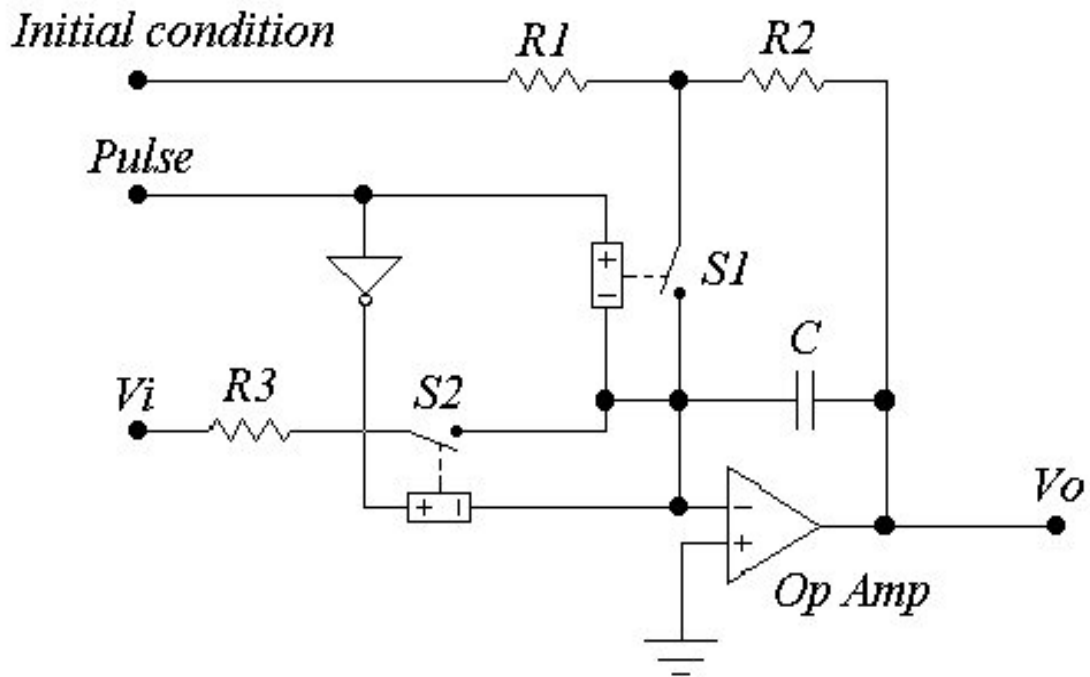 Initial condition
R1
R2
Pulse
+
−
S1
C
Vi
R3
S2
+
−
−
+
Vo
Op Amp